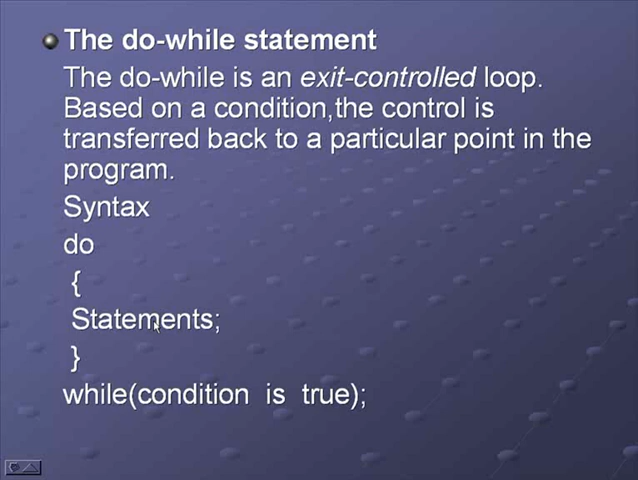 The do-while statement
The do-while is an exit-controlled loop.
Based on a condition,the control is
transferred back to a particular point in the
program.
Syntax
do
{
Statements;
}
while(condition is true);